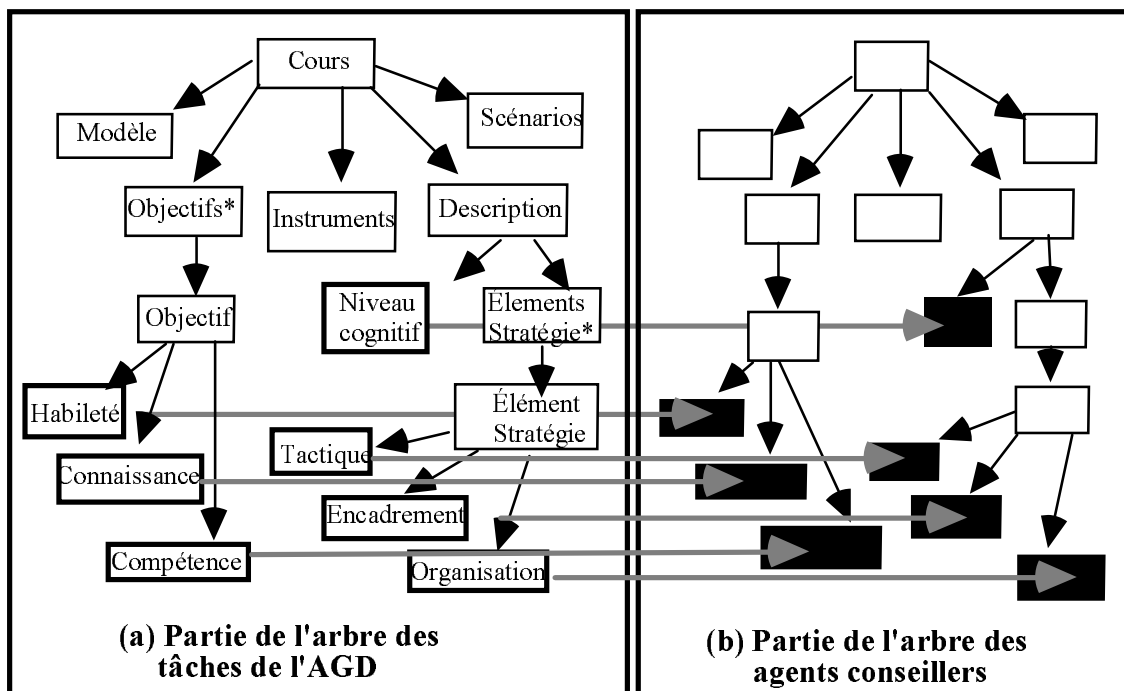 Cours
Modèle
Scénarios
Objectifs*
Instruments
Description
Objectif
Niveau
cognitif
Élements
Stratégie*
Habileté
Élément
Stratégie
Tactique
Connaissance
Encadrement
Compétence
Organisation
(a) Partie de l'arbre des
tâches de l'AGD
(b) Partie de l'arbre des
agents conseillers